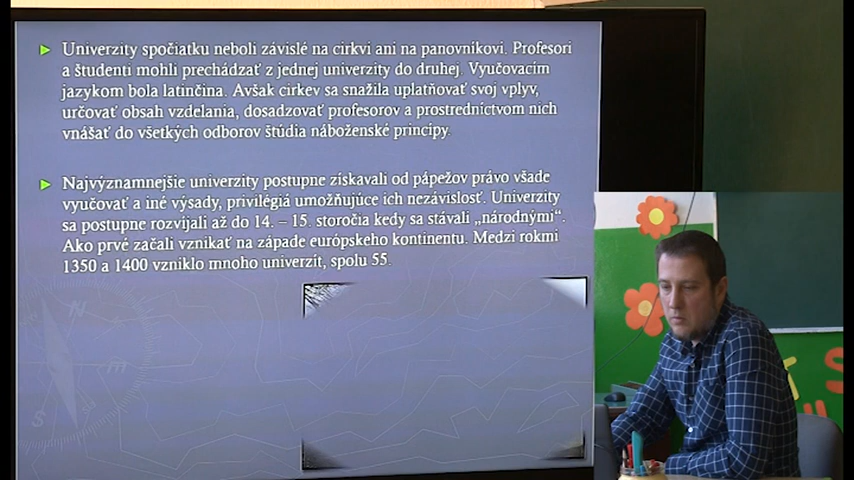 Univerzity spočiatku neboli závislé na cirkvi ani na panovníkovi. Profesori
a študenti mohli prechádzať z jednej univerzity do druhej. Vyučovacím
jazykom bola latinčina. Avšak cirkev sa snažila uplatňovať svoj vplyv,
určovať obsah vzdelania, dosadzovať profesorov a prostredníctvom nich
vnášať do všetkých odborov štúdia náboženské princípy.
Najvýznamnejšie univerzity postupne získavali od pápežov právo všade
vyučovať a iné výsady, privilégiá umožňujúce ich nezávislosť. Univerzity
sa postupne rozvíjali až do 14. – 15. storočia kedy sa stávali „národnými“.
Ako prvé začali vznikať na západe európskeho kontinentu. Medzi rokmi
1350 a 1400 vzniklo mnoho univerzít, spolu 55.